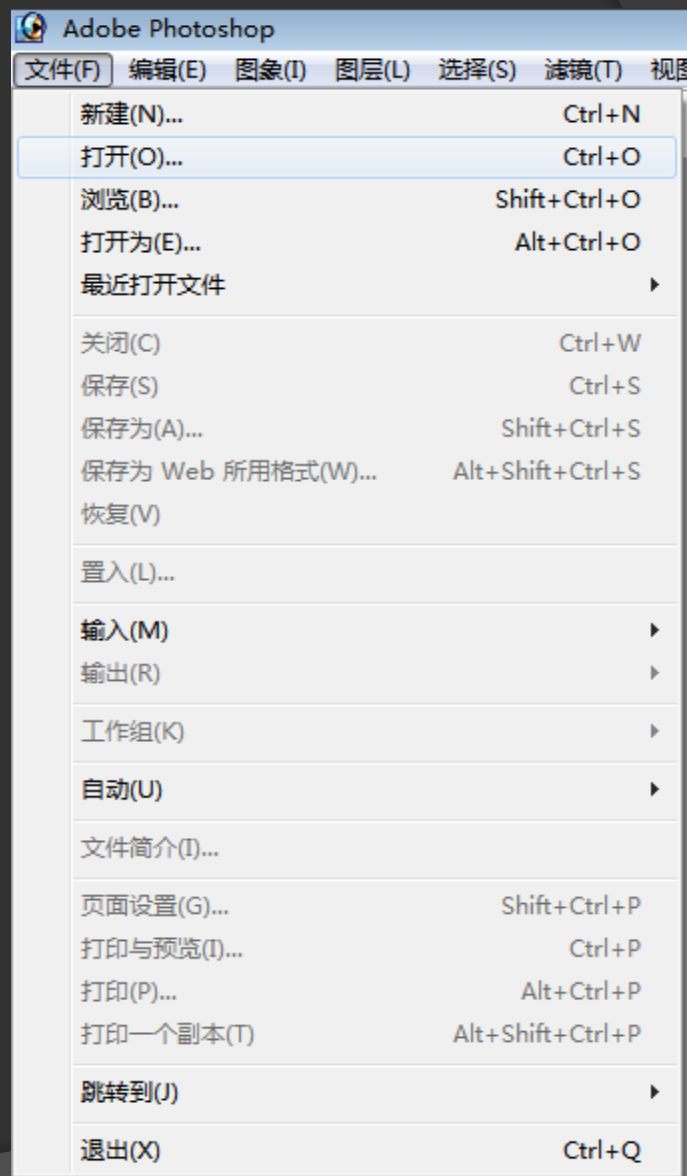 Adobe Photoshop
文件(F) 编辑(E) 图象(I) 图层(L) 选择(S) 滤镜(T) 视图
新建(N)... Ctrl+N
打开(O)... Ctrl+O
浏览(B)... Shift+Ctrl+O
打开为(E)... Alt+Ctrl+O
最近打开文件
关闭(C) Ctrl+W
保存(S) Ctrl+S
保存为(A)... Shift+Ctrl+S
保存为 Web 所用格式(W)... Alt+Shift+Ctrl+S
恢复(V)
置入(L)...
输入(M)
输出(R)
工作组(K)
自动(U)
文件简介(I)...
页面设置(G)... Shift+Ctrl+P
打印与预览(I)... Ctrl+P
打印(P)... Alt+Ctrl+P
打印一个副本(T) Alt+Shift+Ctrl+P
跳转到(J)
退出(X) Ctrl+Q